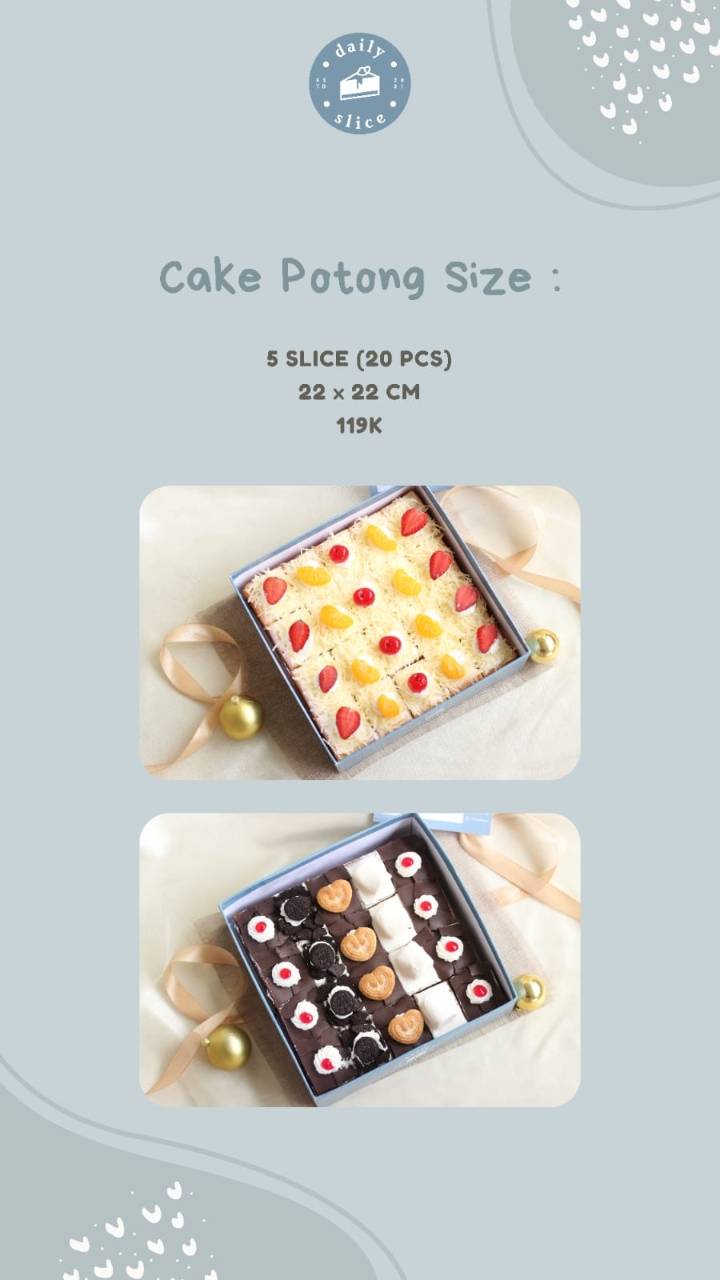 daily
slice
Cake Potong Size :
5 SLICE (20 PCS)
22 x 22 CM
119K